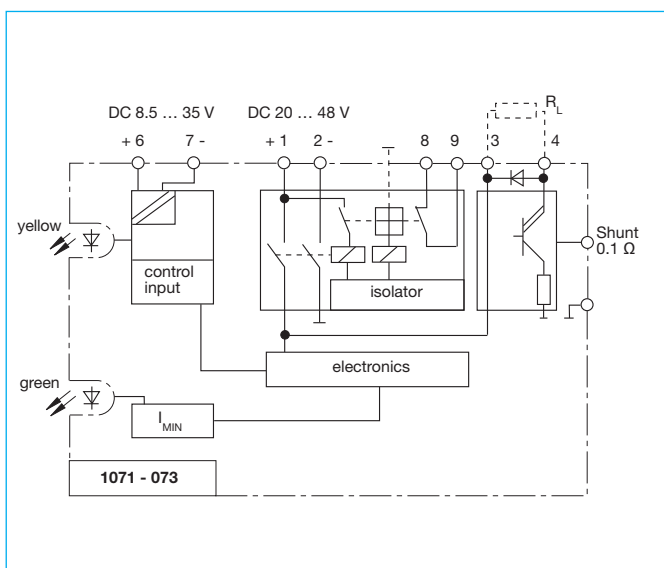 DC 8.5 ... 35 V DC 20 ... 48 V R_L
+ 6 7 - + 1 2 - 8 9 3 4
yellow
Shunt
0.1 Ω
control
input
isolator
electronics
green
I_MIN
1071 - 073